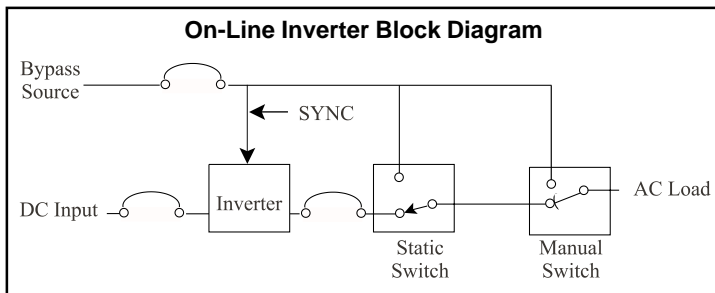 On-Line Inverter Block Diagram
Bypass
Source
SYNC
DC Input
Inverter
AC Load
Static
Switch
Manual
Switch